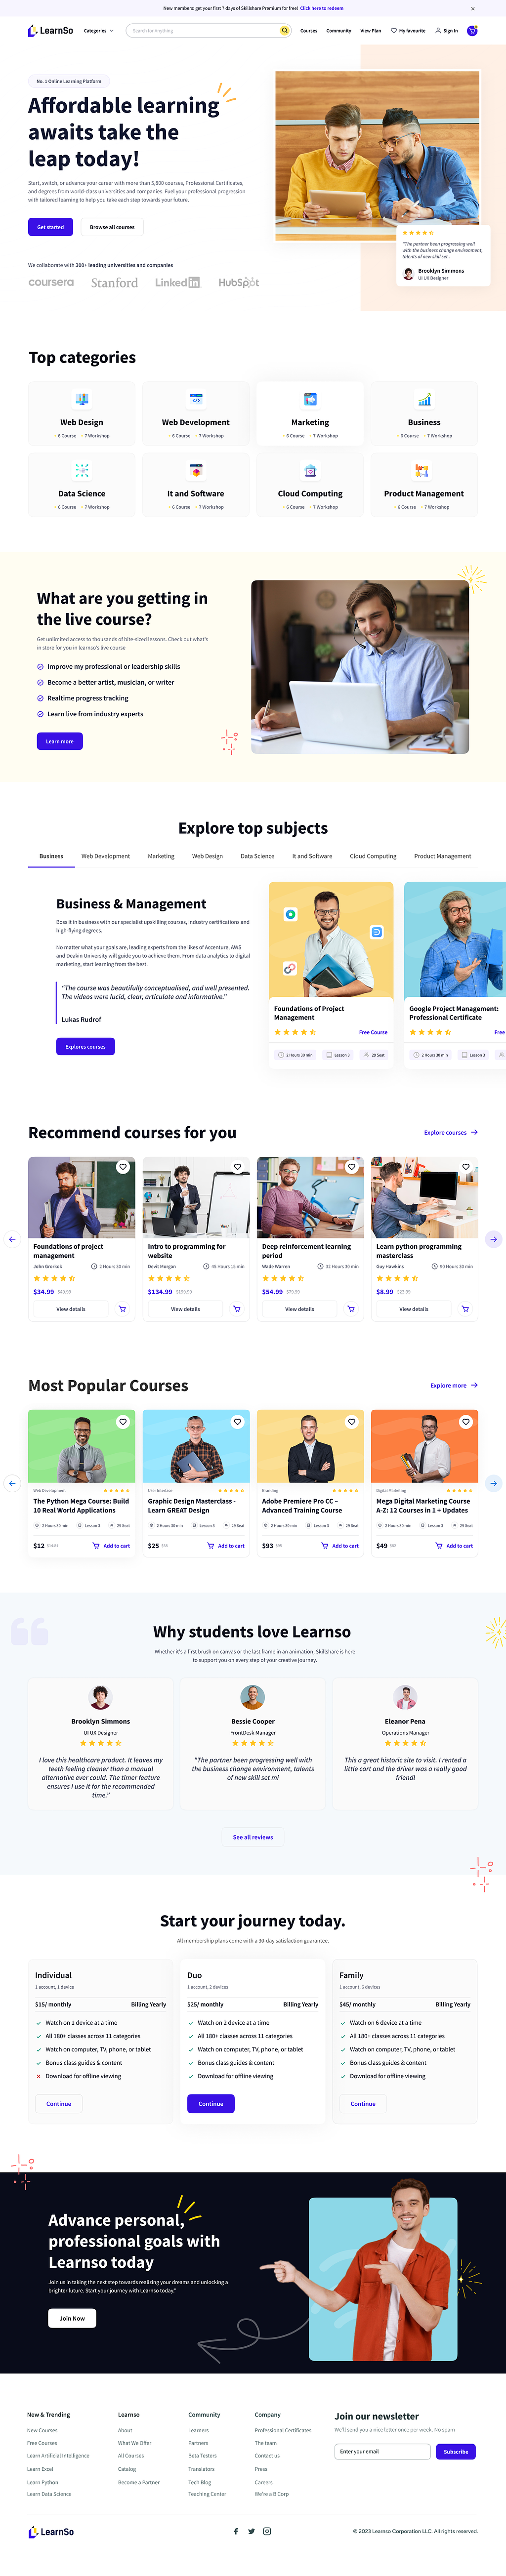 New members: get your first 7 days of Skillshare Premium for free! Click here to redeem
LearnSo
Categories
Search for Anything
Courses
Community
View Plan
My favourite
Sign in
No. 1 Online Learning Platform
Affordable learning
awaits take the
leap today!
Start, switch, or advance your career with more than 5,800 courses, Professional Certificates,
and degrees from world-class universities and companies. Fuel your professional progression
with tailored learning to help you take each step towards your future.
Get started
Browse all courses
"The partner been progressing well
with the business change environment,
talents of new skill set .
Brooklyn Simmons
UI UX Designer
We collaborate with 300+ leading universities and companies
coursera
Stanford
LinkedIn
HubSpot
Top categories
Web Design
6 Course
7 Workshop
Web Development
6 Course
7 Workshop
Marketing
6 Course
7 Workshop
Business
6 Course
7 Workshop
Data Science
6 Course
7 Workshop
It and Software
6 Course
7 Workshop
Cloud Computing
6 Course
7 Workshop
Product Management
6 Course
7 Workshop
What are you getting in
the live course?
Get unlimited access to thousands of bite-sized lessons. Check out what's
in store for you in learnso's live course
Improve my professional or leadership skills
Become a better artist, musician, or writer
Realtime progress tracking
Learn live from industry experts
Learn more
Explore top subjects
Business
Web Development
Marketing
Web Design
Data Science
It and Software
Cloud Computing
Product Management
Business & Management
Boss it in business with our specialist upskilling courses, industry certifications and
high-flying degrees.
No matter what your goals, leading experts from the likes of Accenture, AWS
and Deakin University will guide you to achieve them. From data analytics to digital
marketing, start learning from the best.
"The course was beautifully conceptualised, and well presented.
The videos were lucid, clear, articulate and informative."
Lukas Rudrof
Explores courses
Foundations of Project
Management
Free Course
2 Hours 30 min
Lesson 3
29 Seat
Google Project Management:
Professional Certificate
Free
2 Hours 30 min
Lesson 3
Recommend courses for you
Explore courses
Foundations of project
management
John Gravkok
2 Hours 30 min
$34.99
View details
Intro to programming for
website
Devit Morgan
45 Hours 15 min
$134.99
View details
Deep reinforcement learning
period
Wade Warren
32 Hours 30 min
$54.99
View details
Learn python programming
masterclass
Guy Hawkins
90 Hours 30 min
$8.99
View details
Most Popular Courses
Explore more
Web Development
The Python Mega Course: Build
10 Real World Applications
2 Hours 30 min
Lesson 3
29 Seat
$12
Add to cart
User Interface
Graphic Design Masterclass -
Learn GREAT Design
2 Hours 30 min
Lesson 3
29 Seat
$25
Add to cart
Branding
Adobe Premiere Pro CC –
Advanced Training Course
2 Hours 30 min
Lesson 3
29 Seat
$93
Add to cart
Digital Marketing
Mega Digital Marketing Course
A-Z: 12 Courses in 1 + Updates
2 Hours 30 min
Lesson 3
29 Seat
$49
Add to cart
Why students love Learnso
Whether it's a first brush on canvas or the last frame in an animation, Skillshare is here
to support you on every step of your creative journey.
Brooklyn Simmons
UI UX Designer
I love this healthcare product. It leaves my
teeth feeling cleaner than a manual
alternative ever could. The timer feature
ensures I use it for the recommended
time."
Bessie Cooper
FrontDesk Manager
"The partner been progressing well with
the business change environment, talents
of new skill set mi
Eleanor Pena
Operations Manager
This a great historic site to visit. I rented a
little cart and the driver was a really good
friend!
See all reviews
Start your journey today.
All membership plans come with a 30-day satisfaction guarantee.
Individual
1 account, 1 device
$15/ monthly
Billing Yearly
Watch on 1 device at a time
All 180+ classes across 11 categories
Watch on computer, TV, phone, or tablet
Bonus class guides & content
Download for offline viewing
Continue
Duo
1 account, 2 devices
$25/ monthly
Billing Yearly
Watch on 2 device at a time
All 180+ classes across 11 categories
Watch on computer, TV, phone, or tablet
Bonus class guides & content
Download for offline viewing
Continue
Family
1 account, 6 devices
$45/ monthly
Billing Yearly
Watch on 6 device at a time
All 180+ classes across 11 categories
Watch on computer, TV, phone, or tablet
Bonus class guides & content
Download for offline viewing
Continue
Advance personal,
professional goals with
Learnso today
Join us in taking the next step towards realizing your dreams and unlocking a
brighter future. Start your journey with Learnso today."
Join Now
New & Trending
New Courses
Free Courses
Learn Artificial Intelligence
Learn Excel
Learn Python
Learn Data Science
Learnso
About
What We Offer
All Courses
Catalog
Become a Partner
Community
Learners
Partners
Beta Testers
Translators
Tech Blog
Teaching Center
Company
Professional Certificates
The team
Contact us
Press
Careers
We're a B Corp
Join our newsletter
We'll send you a nice letter once per week. No spam
Enter your email
Subscribe
LearnSo
© 2023 Learnso Corporation LLC. All rights reserved.